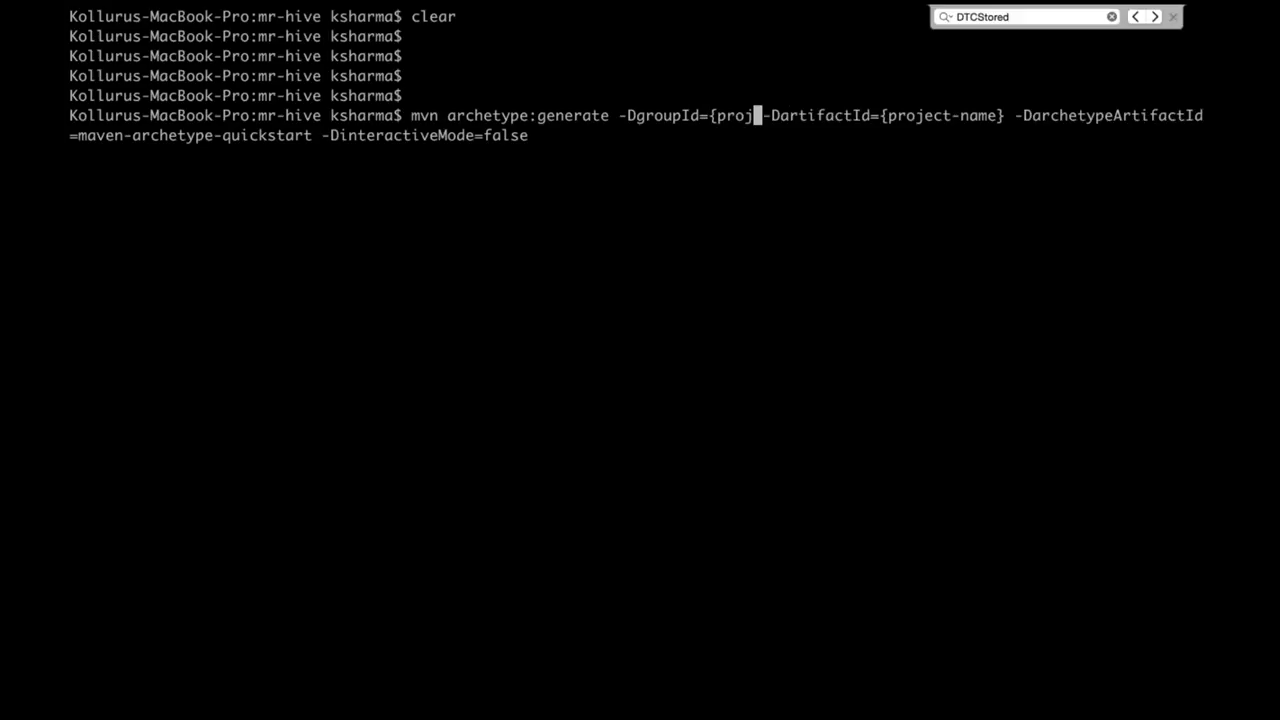 Kollurus-MacBook-Pro:mr-hive ksharma$ clear
DTCStored
Kollurus-MacBook-Pro:mr-hive ksharma$
Kollurus-MacBook-Pro:mr-hive ksharma$
Kollurus-MacBook-Pro:mr-hive ksharma$
Kollurus-MacBook-Pro:mr-hive ksharma$
Kollurus-MacBook-Pro:mr-hive ksharma$ mvn archetype:generate -DgroupId={proj -DartifactId={project-name} -DarchetypeArtifactId
=maven-archetype-quickstart -DinteractiveMode=false